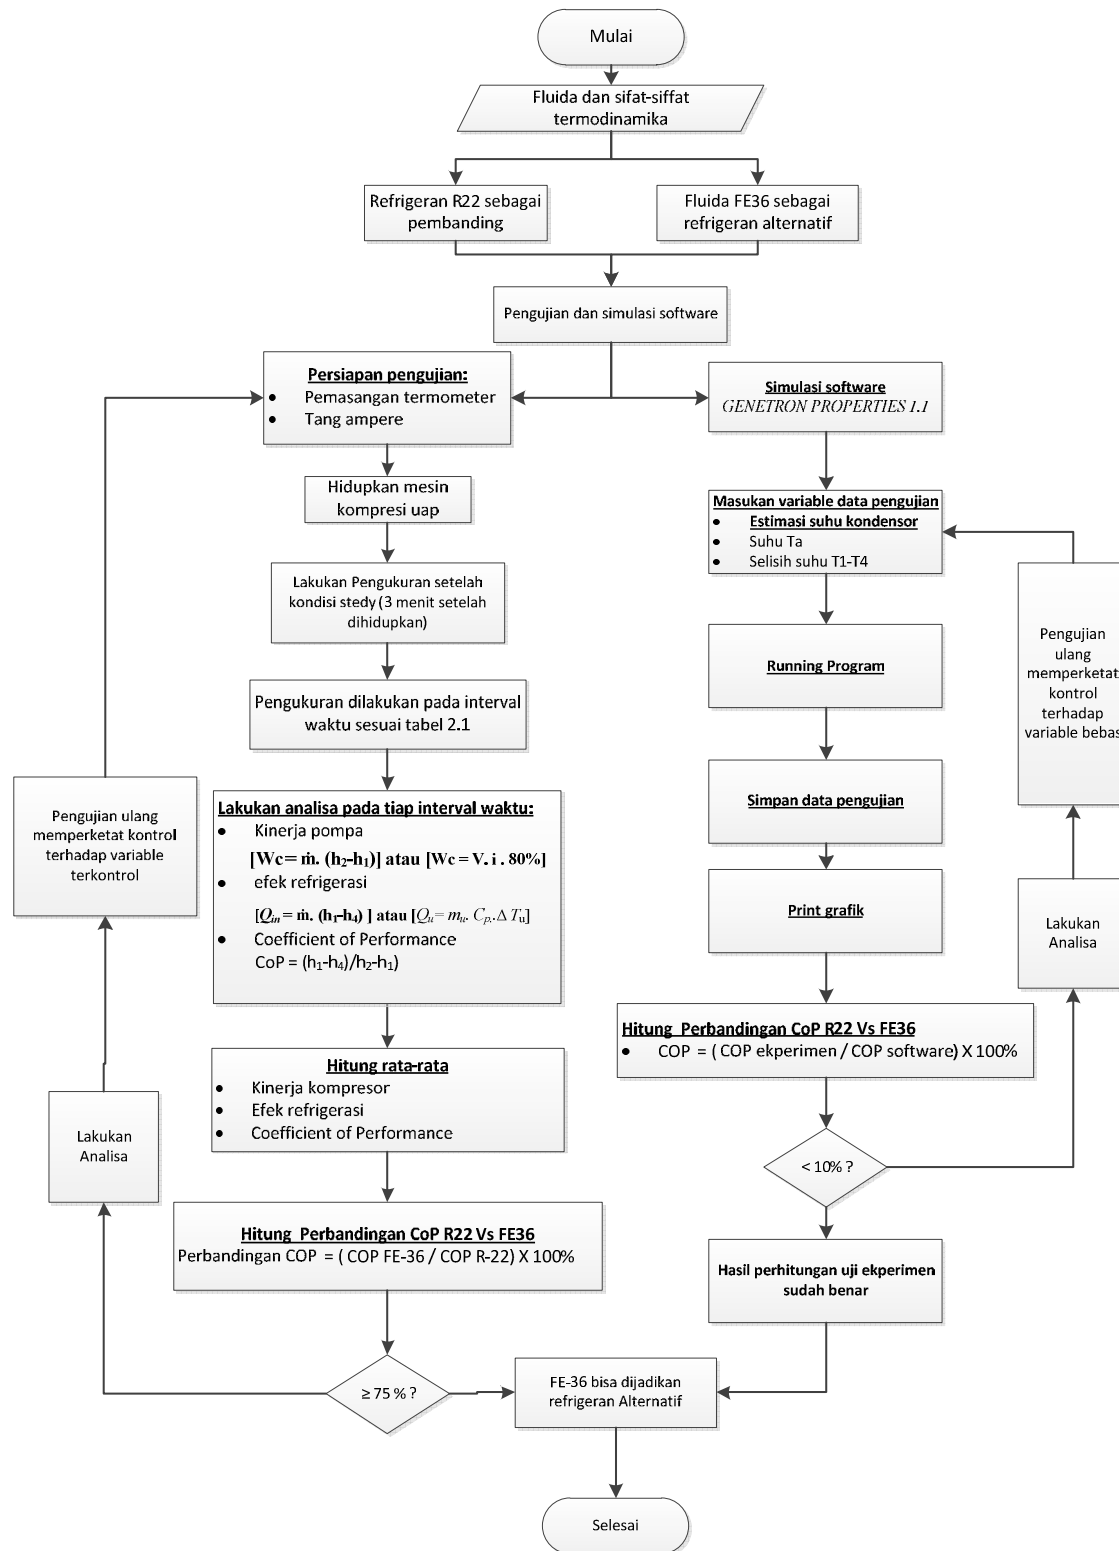 Mulai
Fluida dan sifat-siffat
termodinamika
Refrigeran R22 sebagai
pembanding
Fluida FE36 sebagai
refrigeran alternatif
Pengujian dan simulasi software
Persiapan pengujian:
• Pemasangan termometer
• Tang ampere
Simulasi software
GENETRON PROPERTIES 1.1
Hidupkan mesin
kompresi uap
Masukan variable data pengujian
• Estimasi suhu kondensor
• Suhu Ta
• Selisih suhu T1-T4
Lakukan Pengukuran setelah
kondisi stedy (3 menit setelah
dihidupkan)
Pengujian
ulang
memperketat
kontrol
terhadap
variable bebas
Running Program
Pengukuran dilakukan pada interval
waktu sesuai tabel 2.1
Simpan data pengujian
Pengujian ulang
memperketat kontrol
terhadap variable
terkontrol
Lakukan analisa pada tiap interval waktu:
• Kinerja pompa
[Wc = ṁ. (h₂-h₁)] atau [Wc = V. i . 80%]
• efek refrigerasi
[Qin = ṁ. (h₁-h₄) ] atau [Qu = mu. Cp.. Δ Tu]
• Coefficient of Performance
CoP = (h₁-h₄)/h₂-h₁)
Print grafik
Lakukan
Analisa
Hitung Perbandingan CoP R22 Vs FE36
• COP = ( COP ekperimen / COP software) X 100%
Hitung rata-rata
• Kinerja kompresor
• Efek refrigerasi
• Coefficient of Performance
Lakukan
Analisa
< 10% ?
Hitung Perbandingan CoP R22 Vs FE36
Perbandingan COP = ( COP FE-36 / COP R-22) X 100%
Hasil perhitungan uji ekperimen
sudah benar
≥ 75 % ?
FE-36 bisa dijadikan
refrigeran Alternatif
Selesai